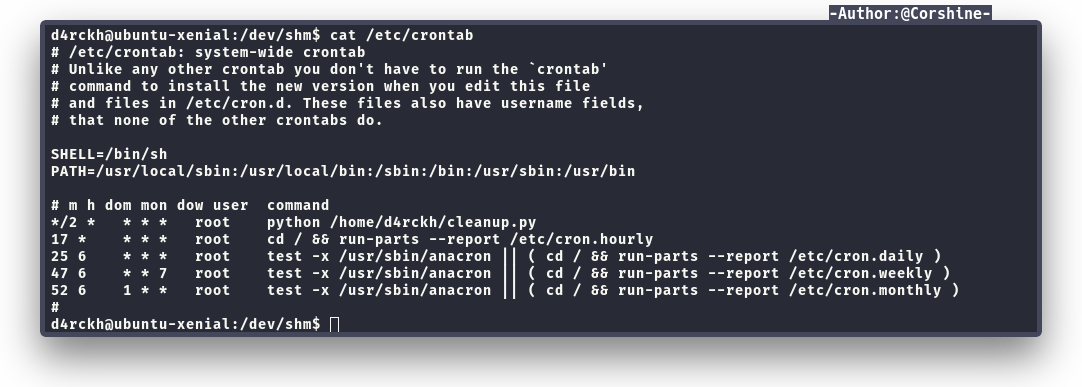 -Author:@Corshine-
d4rckh@ubuntu-xenial:/dev/shm$ cat /etc/crontab
# /etc/crontab: system-wide crontab
# Unlike any other crontab you don't have to run the `crontab'
# command to install the new version when you edit this file
# and files in /etc/cron.d. These files also have username fields,
# that none of the other crontabs do.

SHELL=/bin/sh
PATH=/usr/local/sbin:/usr/local/bin:/sbin:/bin:/usr/sbin:/usr/bin

# m h dom mon dow user  command
*/2 *   * * *   root    python /home/d4rckh/cleanup.py
17 *    * * *   root    cd / && run-parts --report /etc/cron.hourly
25 6    * * *   root    test -x /usr/sbin/anacron || ( cd / && run-parts --report /etc/cron.daily )
47 6    * * 7   root    test -x /usr/sbin/anacron || ( cd / && run-parts --report /etc/cron.weekly )
52 6    1 * *   root    test -x /usr/sbin/anacron || ( cd / && run-parts --report /etc/cron.monthly )
#
d4rckh@ubuntu-xenial:/dev/shm$